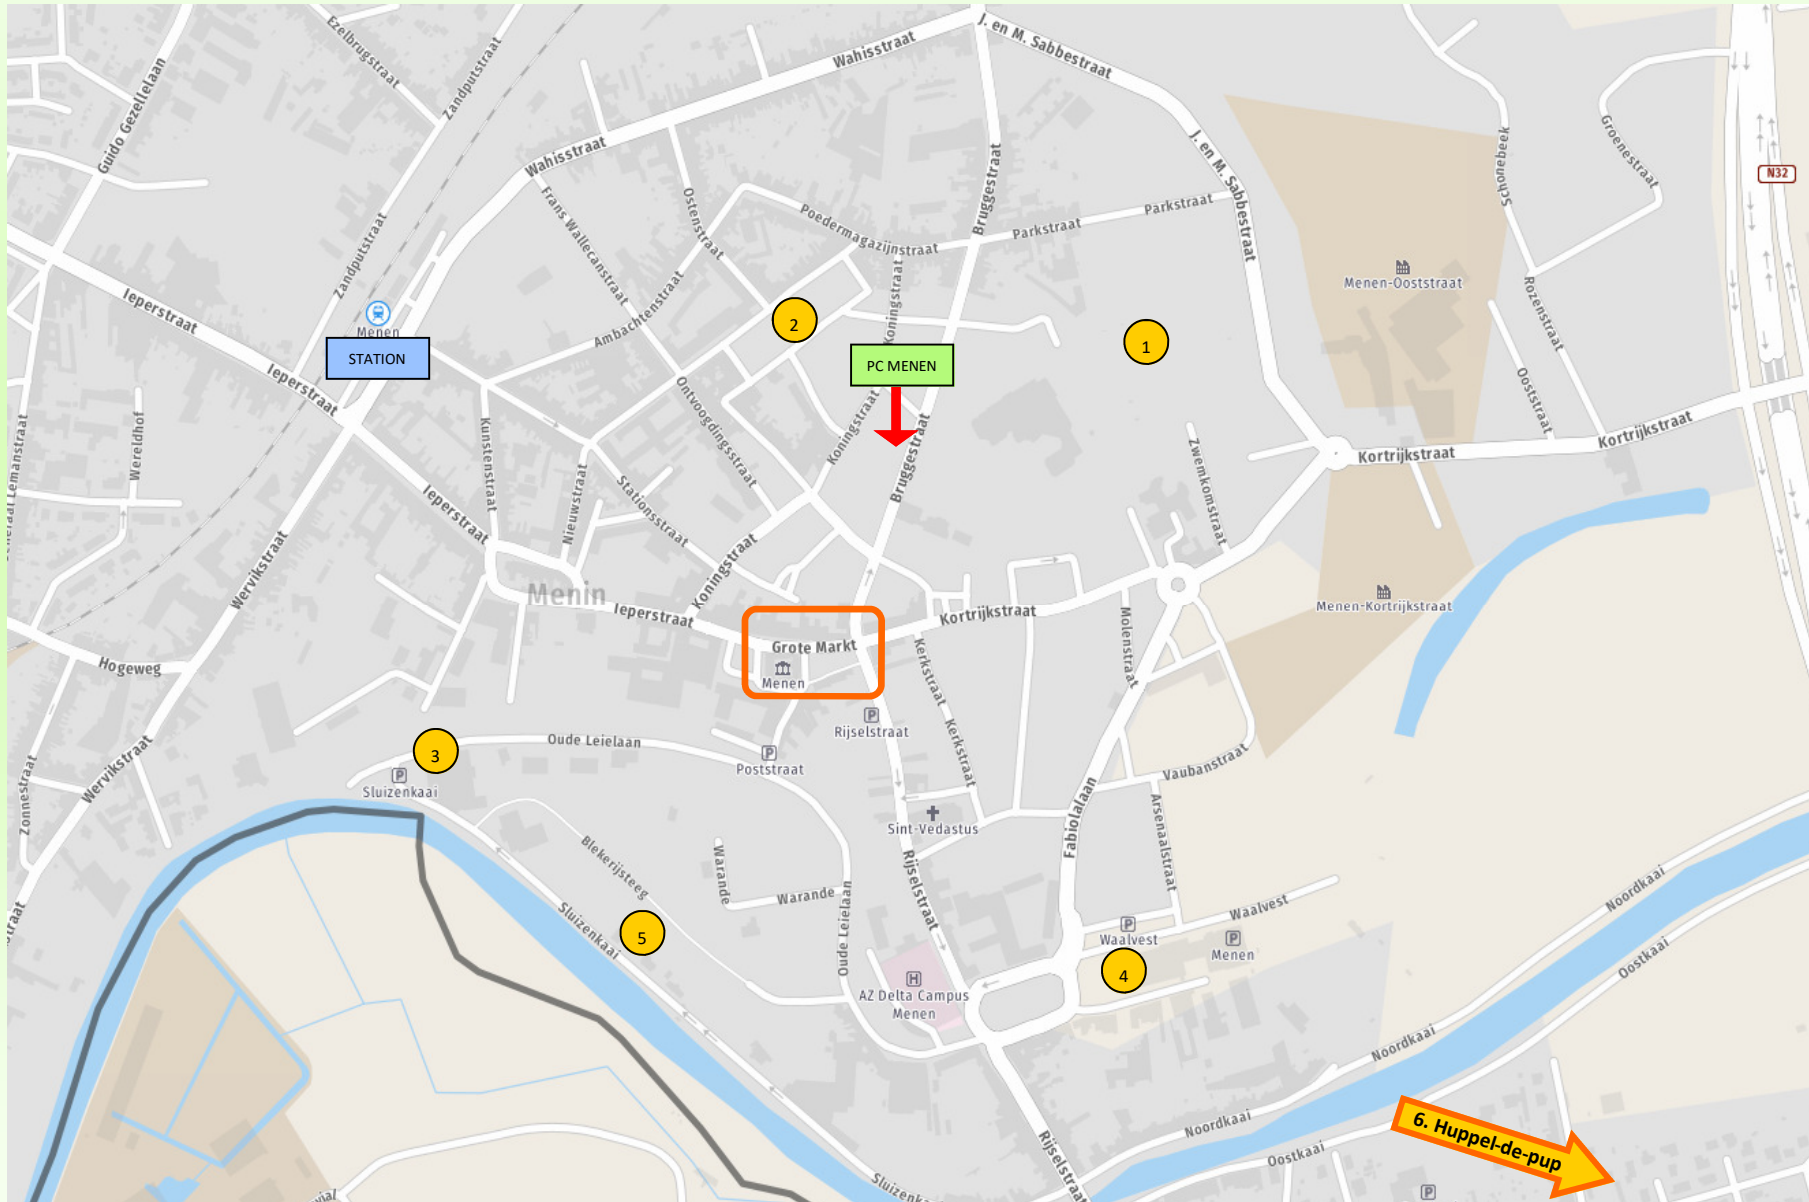 J. en M. Sabbestraat
Ezelbrugstraat
Zandputstraat
Guido Gezellelaan
Wahisstraat
Wahisstraat
Bruggestraat
J. en M. Sabbestraat
Schonebeek
Groenestraat
N32
Frans Wallecanstraat
Ostenstraat
Poedermagazijnstraat
Parkstraat
Parkstraat
Zandputstraat
Ieperstraat
Menen
STATION
Ambachtenstraat
Koningstraat
2
1
Menen-Ooststraat
Rozenstraat
Ooststraat
PC MENEN
Ieperstraat
Generaal Lemanstraat
Wereldhof
Kunstenstraat
Ontvoogdingsstraat
Koningstraat
Bruggestraat
Zwemkomstraat
Kortrijkstraat
Kortrijkstraat
Ieperstraat
Nieuwstraat
Stationsstraat
Wervikstraat
Menin
Ieperstraat
Koningstraat
Kortrijkstraat
Molenstraat
Menen-Kortrijkstraat
Hogeweg
Grote Markt
Menen
Kerkstraat
Kerkstraat
Rijselstraat
Poststraat
Oude Leielaan
3
Sluizenkaai
Wervikstraat
Zonnestraat
Vaubanstraat
Arsenaalstraat
Fabiolalaan
Sint-Vedastus
Blekerijsteeg
Warande
Warande
Rijselstraat
Oude Leielaan
Sluizenkaai
5
Waalvest
Waalvest
Menen
4
AZ Delta Campus
Menen
Noordkaai
Oostkaai
Noordkaai
Noordkaai
Oostkaai
Rijselstraat
6. Huppel-de-pup